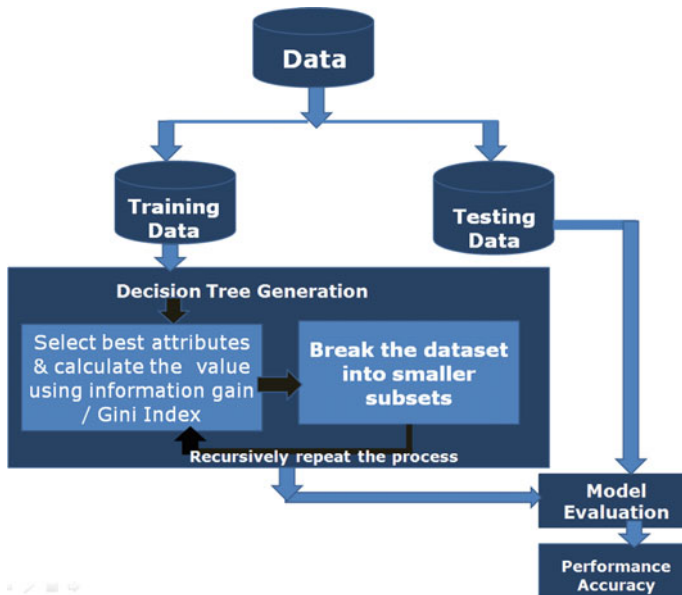 Data
Training
Data
Testing
Data
Decision Tree Generation
Select best attributes
& calculate the value
using information gain
/ Gini Index
Break the dataset
into smaller
subsets
Recursively repeat the process
Model
Evaluation
Performance
Accuracy